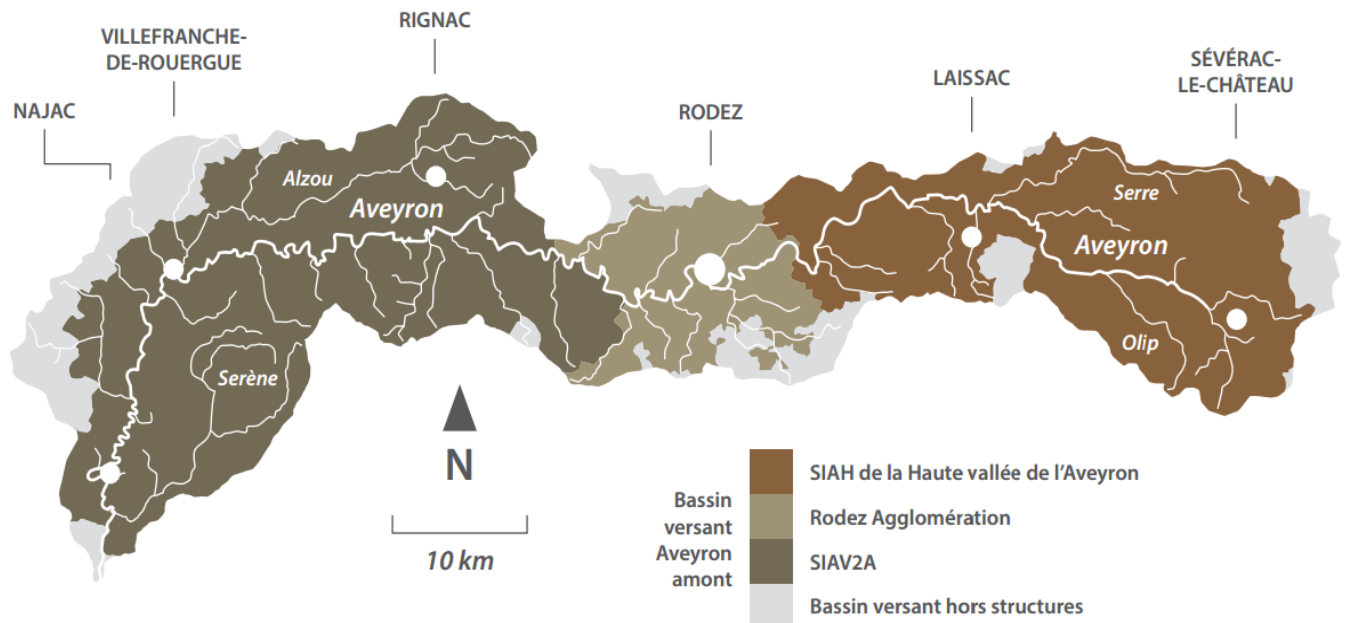 RIGNAC
VILLEFRANCHE-
DE-ROUERGUE
SÉVÉRAC-
LE-CHÂTEAU
LAISSAC
NAJAC
RODEZ
Alzou
Serre
Aveyron
Aveyron
Olip
Serène
N
10 km
Bassin
versant
Aveyron
amont
SIAH de la Haute vallée de l'Aveyron
Rodez Agglomération
SIAV2A
Bassin versant hors structures